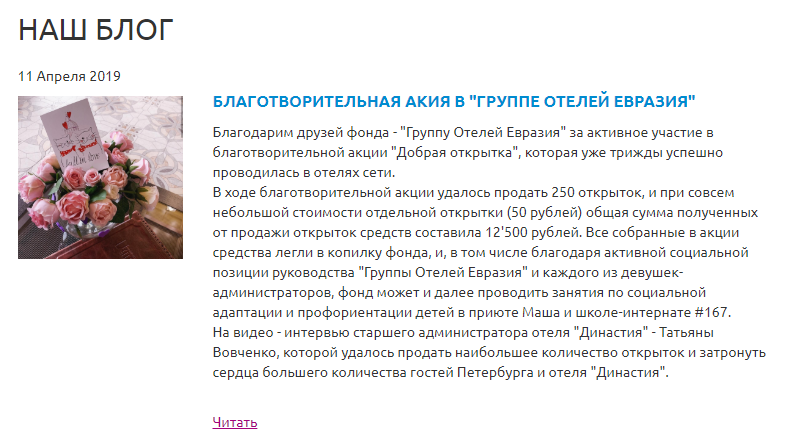 НАШ БЛОГ
11 Апреля 2019
БЛАГОТВОРИТЕЛЬНАЯ АКИЯ В "ГРУППЕ ОТЕЛЕЙ ЕВРАЗИЯ"
Благодарим друзей фонда - "Группу Отелей Евразия" за активное участие в
благотворительной акции "Добрая открытка", которая уже трижды успешно
проводилась в отелях сети.
В ходе благотворительной акции удалось продать 250 открыток, и при совсем
небольшой стоимости отдельной открытки (50 рублей) общая сумма полученных
от продажи открыток средств составила 12'500 рублей. Все собранные в акции
средства легли в копилку фонда, и, в том числе благодаря активной социальной
позиции руководства "Группы Отелей Евразия" и каждого из девушек-
администраторов, фонд может и далее проводить занятия по социальной
адаптации и профориентации детей в приюте Маша и школе-интернате #167.
На видео - интервью старшего администратора отеля "Династия" - Татьяны
Вовченко, которой удалось продать наибольшее количество открыток и затронуть
сердца большего количества гостей Петербурга и отеля "Династия".
Читать